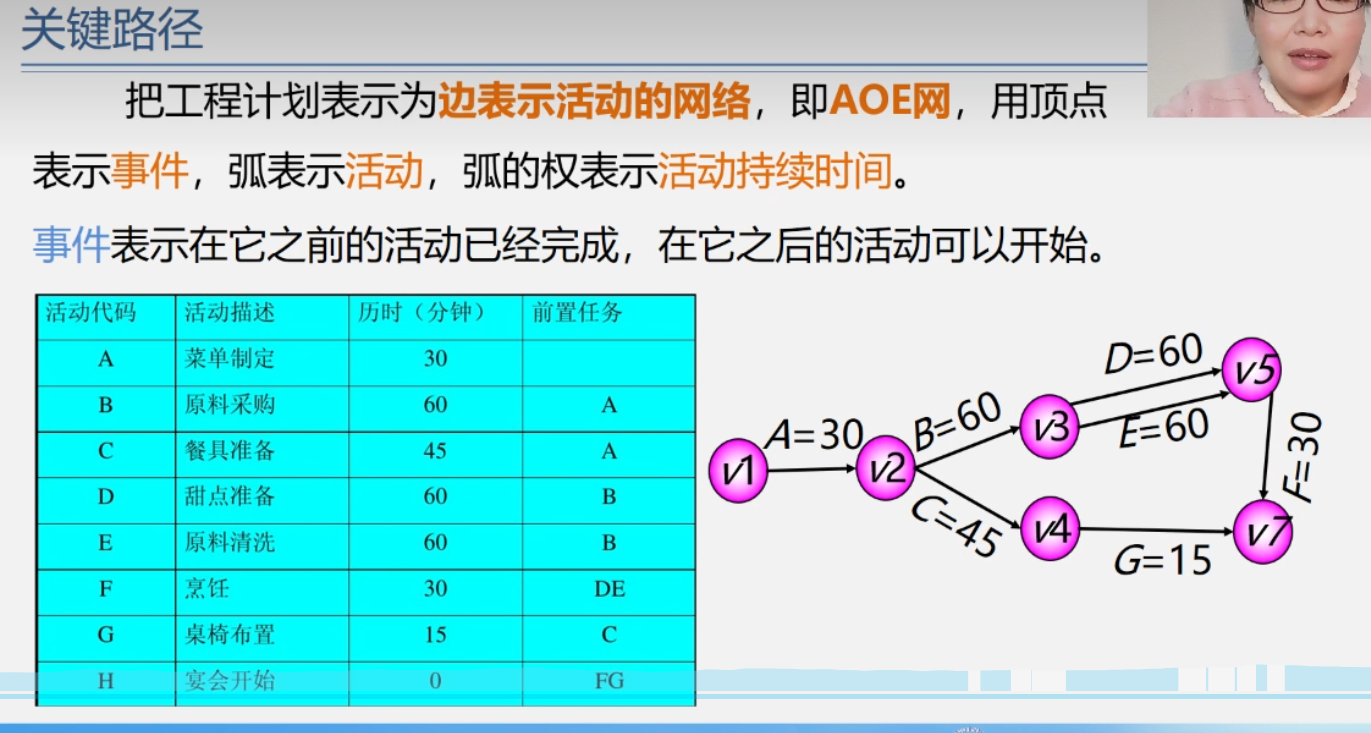 关键路径
把工程计划表示为边表示活动的网络，即AOE网，用顶点
表示事件，弧表示活动，弧的权表示活动持续时间。
事件表示在它之前的活动已经完成，在它之后的活动可以开始。
活动代码 活动描述 历时（分钟） 前置任务
A 菜单制定 30
B 原料采购 60 A
C 餐具准备 45 A
D 甜点准备 60 B
E 原料清洗 60 B
F 烹饪 30 DE
G 桌椅布置 15 C
H 宴会开始 0 FG
v1
A=30
v2
B=60
C=45
v3
v4
D=60
E=60
v5
F=30
G=15
v7